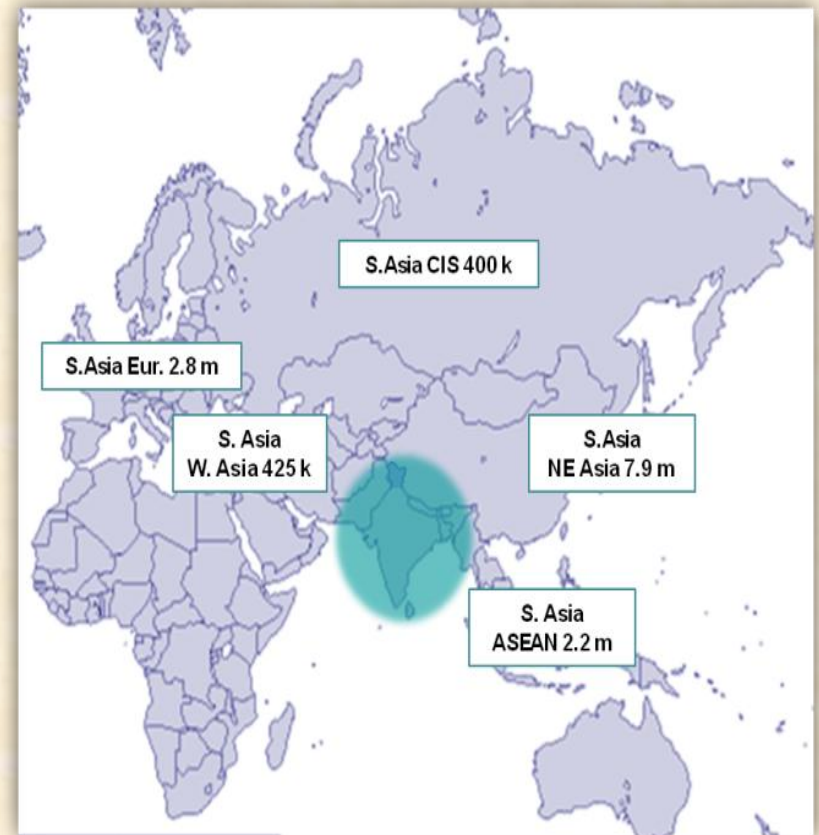 S.Asia CIS 400 k
S.Asia Eur. 2.8 m
S. Asia
W. Asia 425 k
S.Asia
NE Asia 7.9 m
S. Asia
ASEAN 2.2 m